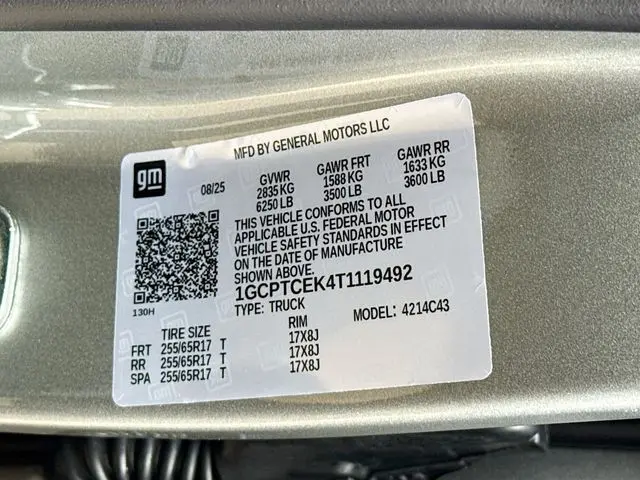 MFD BY GENERAL MOTORS LLC
gm
08/25
GVWR GAWR FRT GAWR RR
2835 KG 1588 KG 1633 KG
6250 LB 3500 LB 3600 LB
THIS VEHICLE CONFORMS TO ALL
APPLICABLE U.S. FEDERAL MOTOR
VEHICLE SAFETY STANDARDS IN EFFECT
ON THE DATE OF MANUFACTURE
SHOWN ABOVE.
1GCPTCEK4T1119492
TYPE: TRUCK MODEL: 4214C43
130H
TIRE SIZE RIM
FRT 255/65R17 T 17X8J
RR 255/65R17 T 17X8J
SPA 255/65R17 T 17X8J